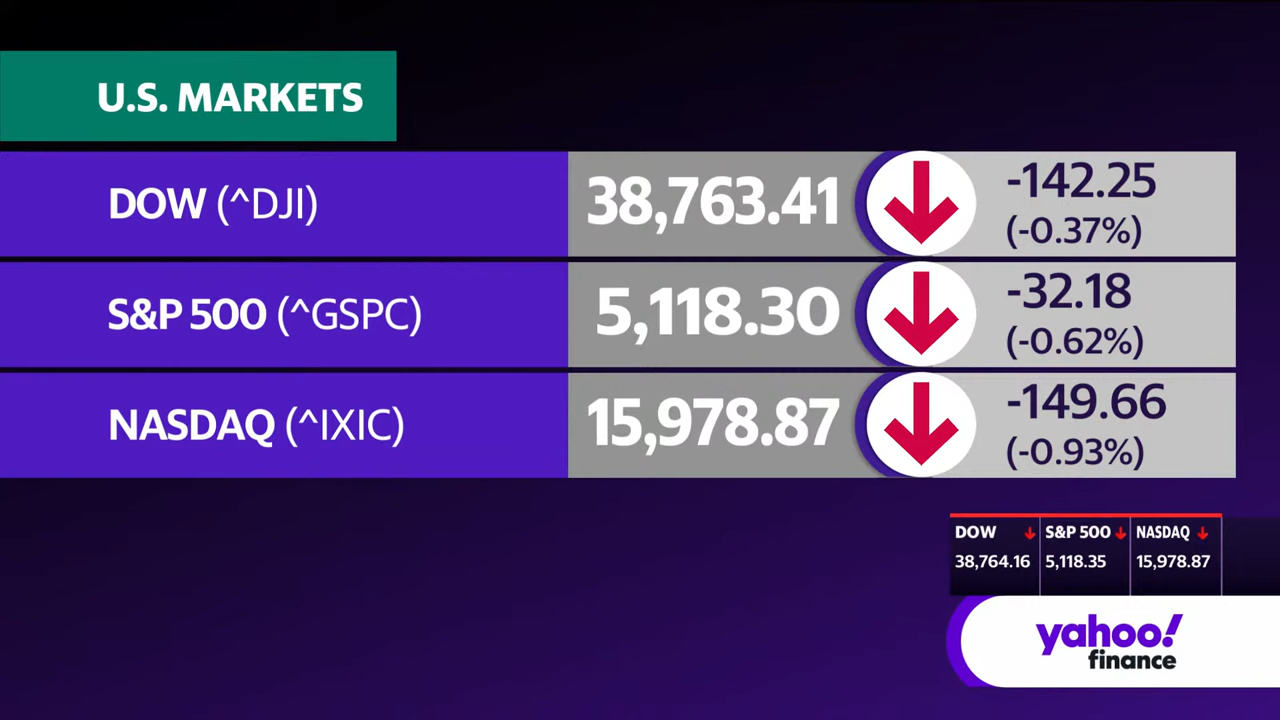 U.S. MARKETS
DOW (^DJI) 38,763.41 -142.25
(-0.37%)
S&P 500 (^GSPC) 5,118.30 -32.18
(-0.62%)
NASDAQ (^IXIC) 15,978.87 -149.66
(-0.93%)
DOW S&P 500 NASDAQ
38,764.16 5,118.35 15,978.87
yahoo!
finance